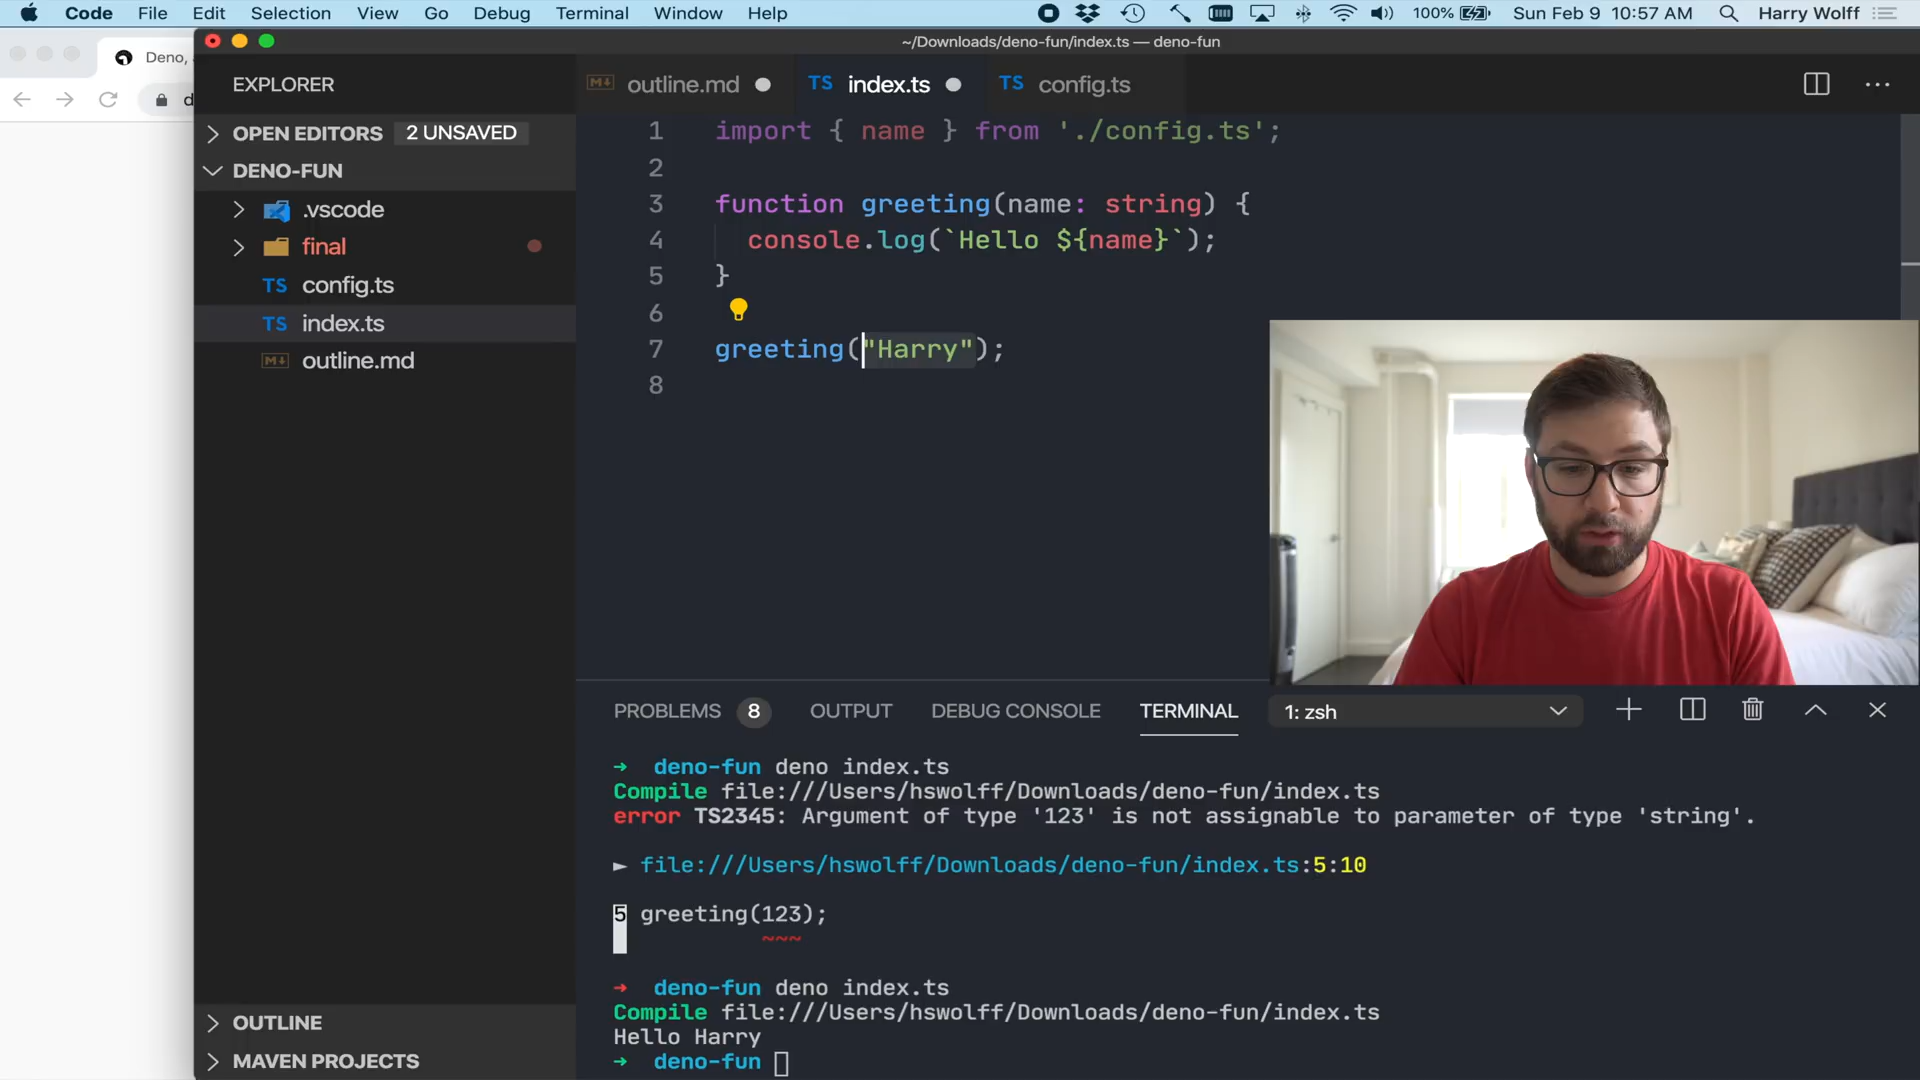 Code File Edit Selection View Go Debug Terminal Window Help 100% Sun Feb 9 10:57 AM Harry Wolff
~/Downloads/deno-fun/index.ts — deno-fun
Deno,
d
EXPLORER
OPEN EDITORS 2 UNSAVED
DENO-FUN
.vscode
final
TS config.ts
TS index.ts
M↓ outline.md
OUTLINE
MAVEN PROJECTS
M↓ outline.md TS index.ts TS config.ts
1 import { name } from './config.ts';
2
3 function greeting(name: string) {
4 console.log(`Hello ${name}`);
5 }
6
7 greeting("Harry");
8
PROBLEMS 8 OUTPUT DEBUG CONSOLE TERMINAL 1: zsh
➜ deno-fun deno index.ts
Compile file:///Users/hswolff/Downloads/deno-fun/index.ts
error TS2345: Argument of type '123' is not assignable to parameter of type 'string'.
► file:///Users/hswolff/Downloads/deno-fun/index.ts:5:10
5 greeting(123);
~~~
➜ deno-fun deno index.ts
Compile file:///Users/hswolff/Downloads/deno-fun/index.ts
Hello Harry
➜ deno-fun